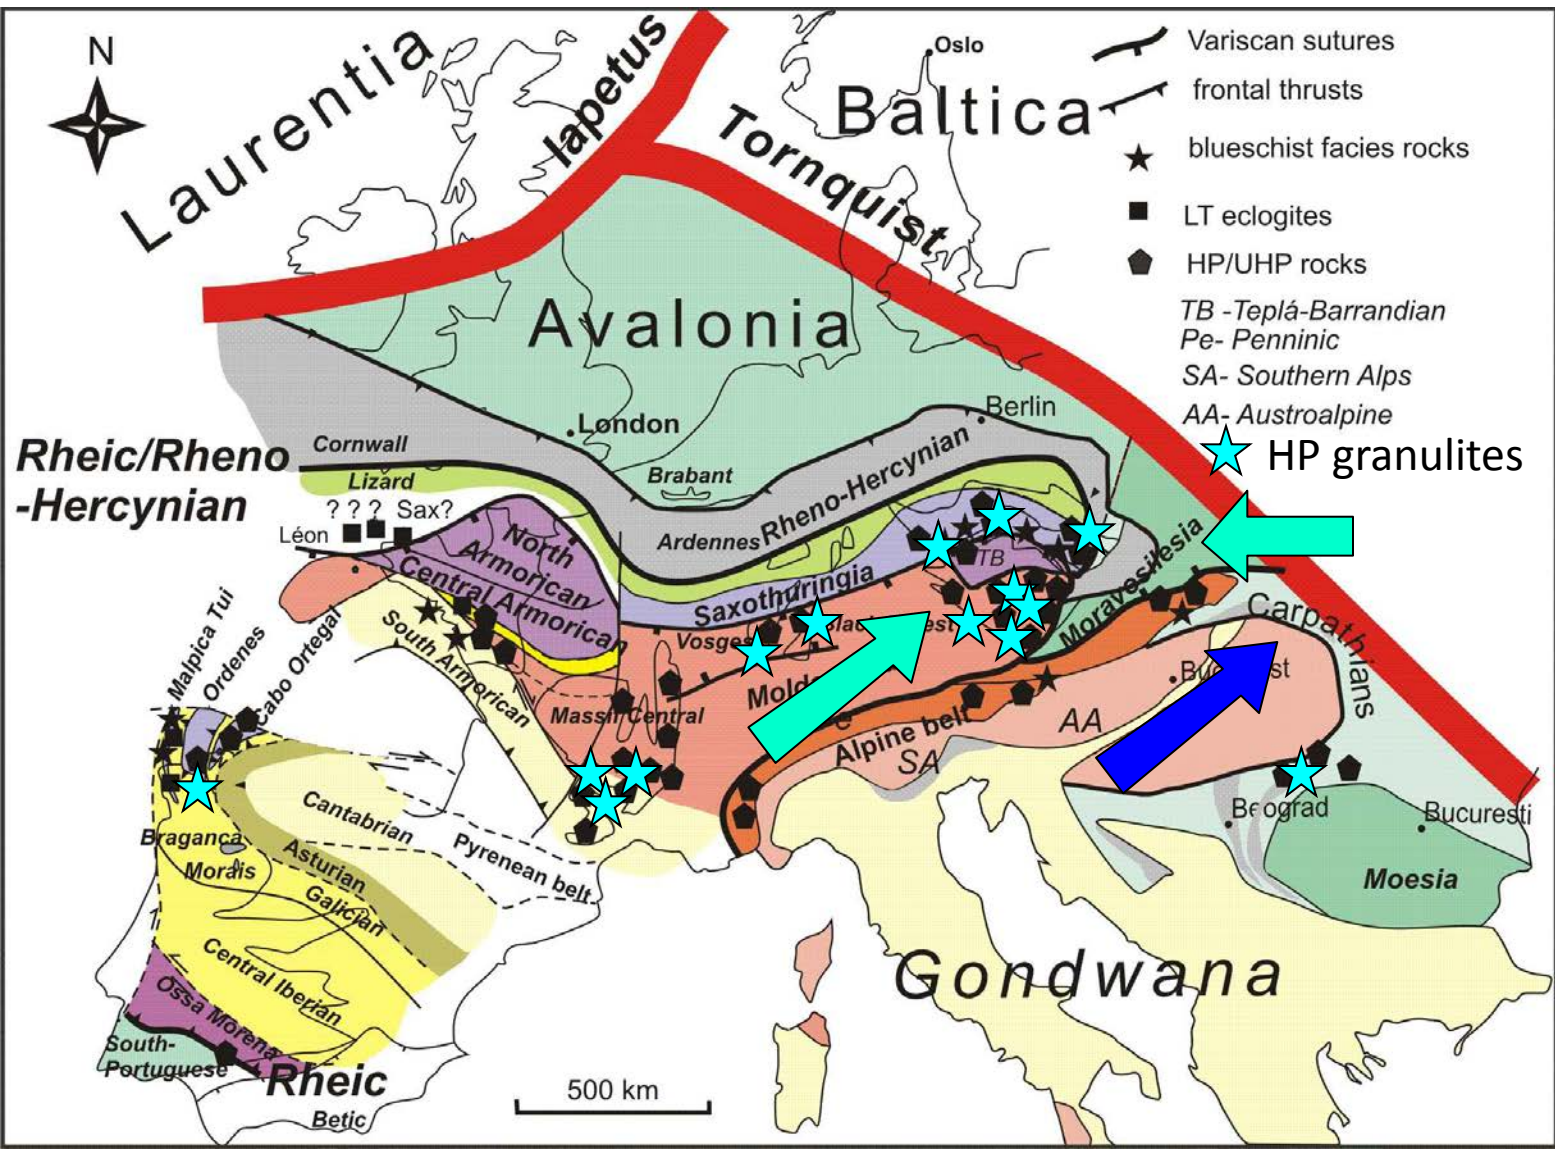 N
Laurentia
Iapetus
Tornquist
Oslo
Baltica
Variscan sutures
frontal thrusts
blueschist facies rocks
LT eclogites
HP/UHP rocks
TB -Teplá-Barrandian
Pe- Penninic
SA- Southern Alps
AA- Austroalpine
HP granulites
Avalonia
Berlin
London
Cornwall
Rheic/Rheno
-Hercynian
Lizard
Brabant
Rheno-Hercynian
? ? ? Sax?
Léon
Ardennes
North
Armorican
Central Armorican
South Armorican
Saxothuringia
TB
Moravosilesia
Vosges
Carpathians
Malpica Tui
Ordenes
Cabo Ortegal
Massif Central
Alpine belt
SA
AA
Beograd
Bucuresti
Moesia
Cantabrian
Pyrenean belt
Asturian
Galician
Braganca
Morais
Central Iberian
Ossa Morena
South-
Portuguese
Rheic
Betic
500 km
Gondwana